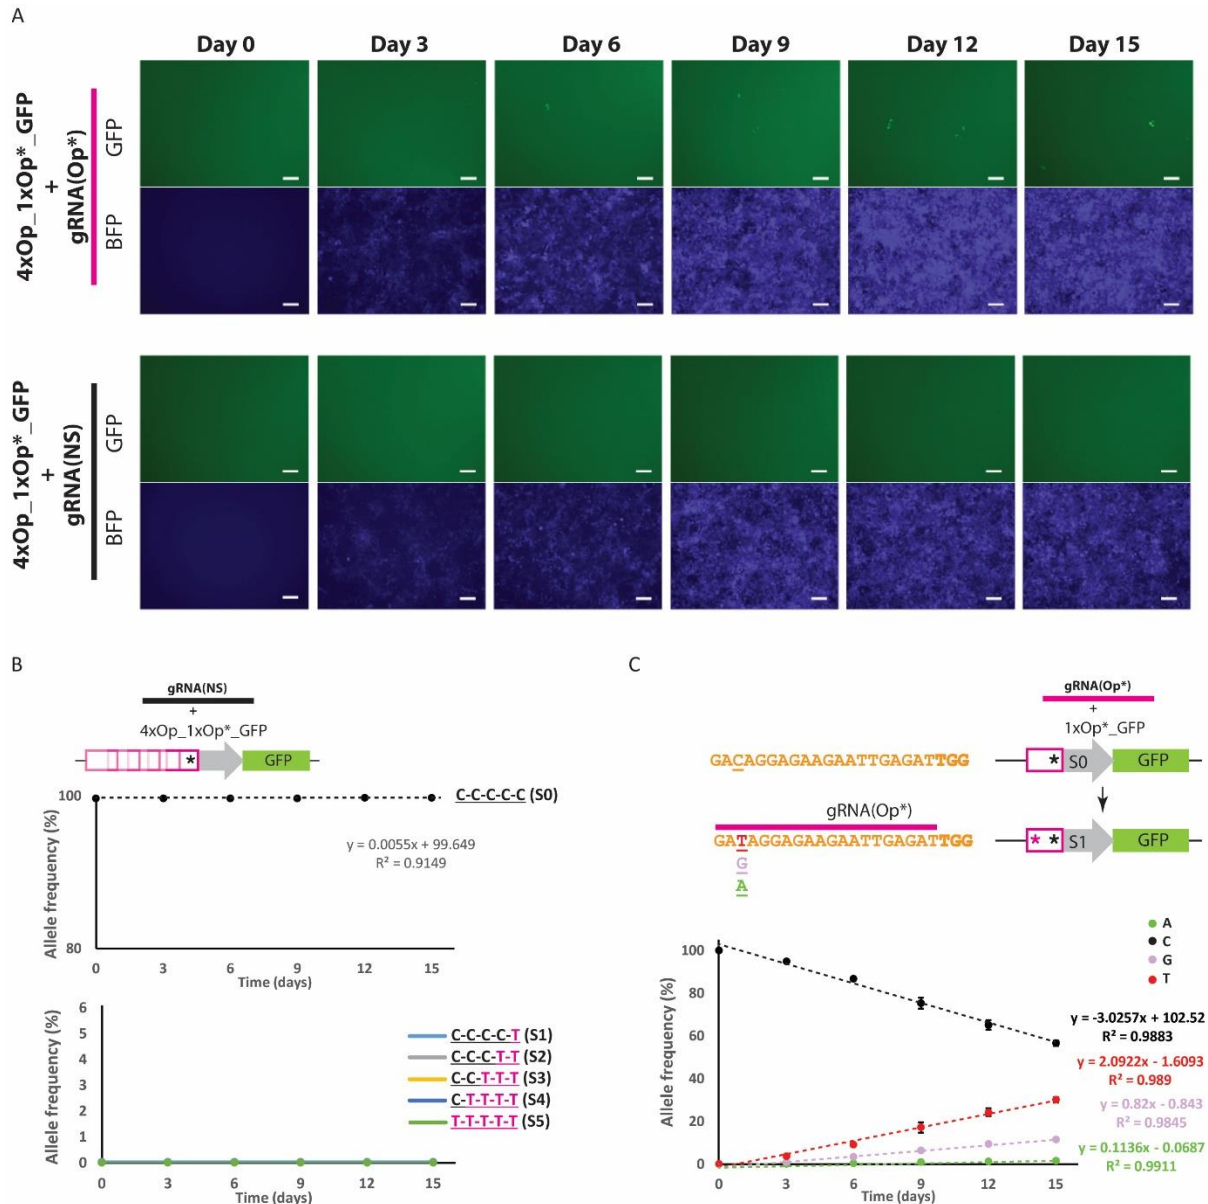 A
Day 0 Day 3 Day 6 Day 9 Day 12 Day 15
4xOp_1xOp*_GFP
+
gRNA(Op*)
GFP
BFP
4xOp_1xOp*_GFP
+
gRNA(NS)
GFP
BFP
B
gRNA(NS)
+
4xOp_1xOp*_GFP
* GFP
Allele frequency (%)
100
80
C-C-C-C-C (S0)
y = 0.0055x + 99.649
R² = 0.9149
0 3 6 9 12 15
Time (days)
Allele frequency (%)
6
5
4
3
2
1
0
C-C-C-C-T (S1)
C-C-C-T-T (S2)
C-C-T-T-T (S3)
C-T-T-T-T (S4)
T-T-T-T-T (S5)
0 3 6 9 12 15
Time (days)
C
gRNA(Op*)
+
1xOp*_GFP
GACAGGAGAAGAATTGAGATTGG
* S0 GFP
gRNA(Op*)
GATAGGAGAAGAATTGAGATTGG
G
A
* * S1 GFP
A
C
G
T
Allele frequency (%)
100
80
60
40
20
0
y = -3.0257x + 102.52
R² = 0.9883
y = 2.0922x - 1.6093
R² = 0.989
y = 0.82x - 0.843
R² = 0.9845
y = 0.1136x - 0.0687
R² = 0.9911
0 3 6 9 12 15
Time (days)